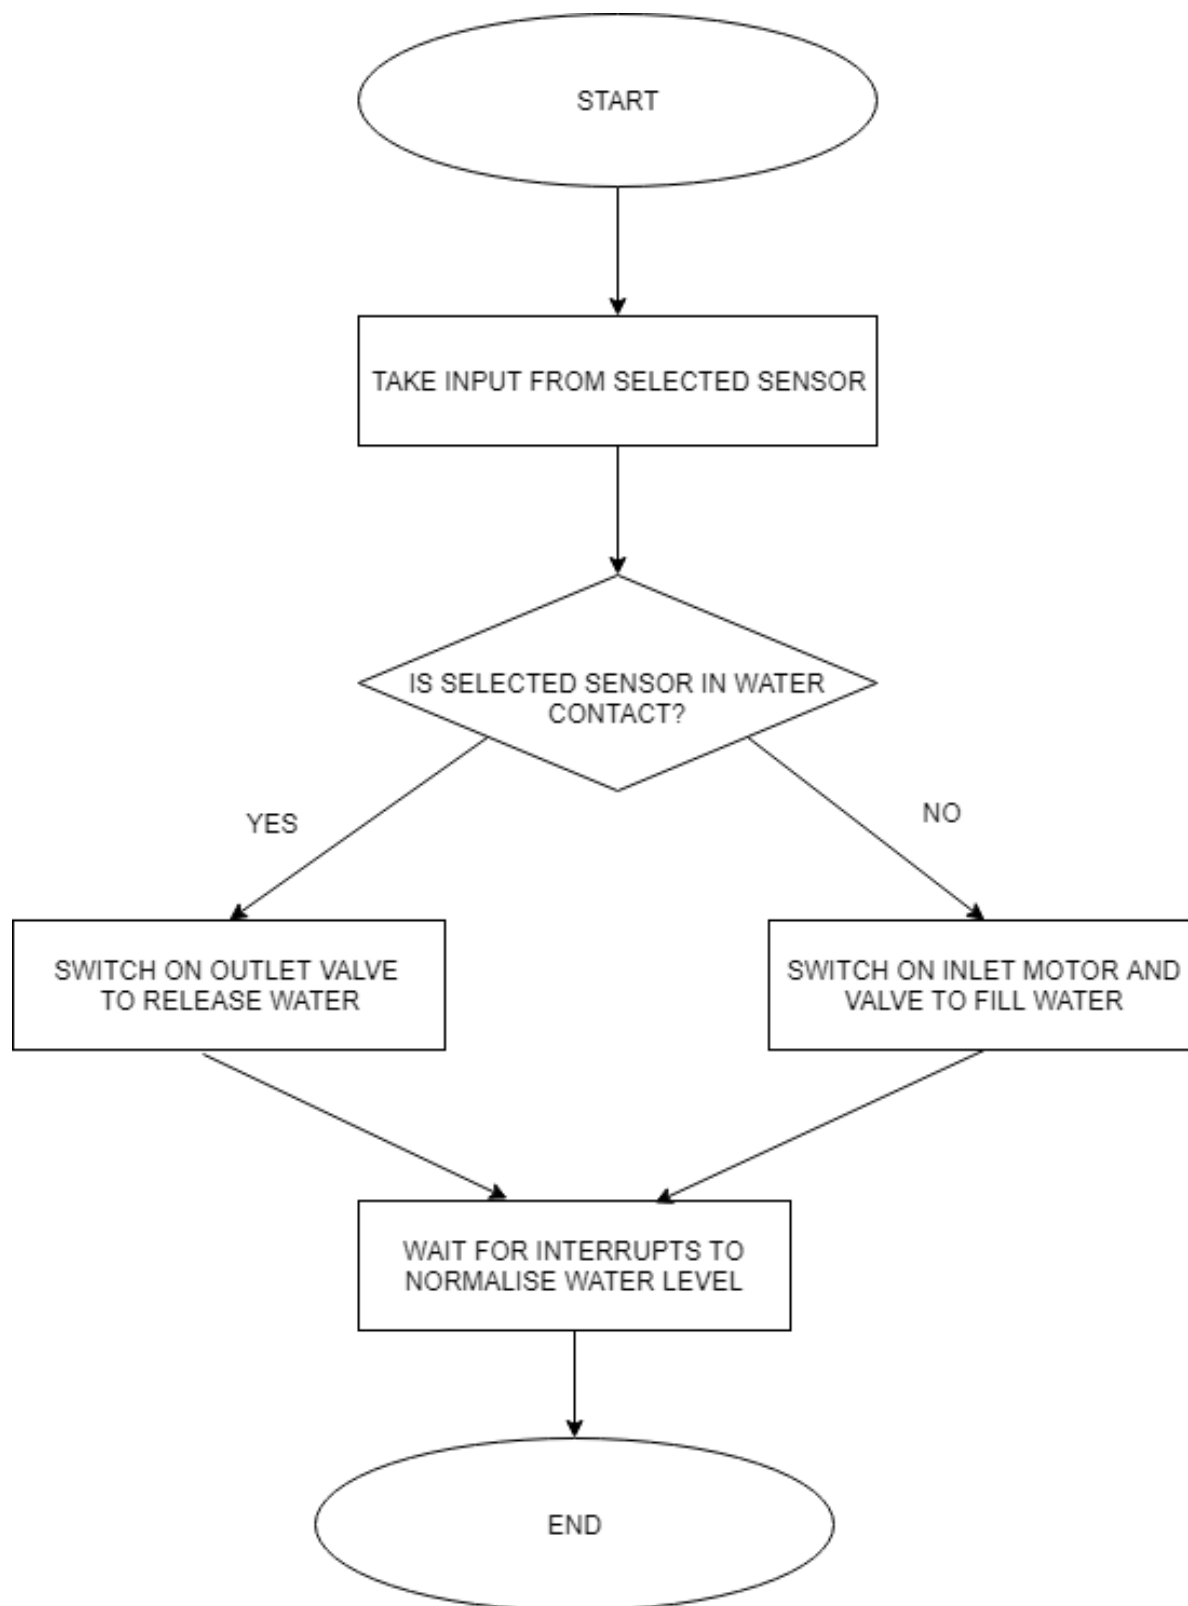 START
TAKE INPUT FROM SELECTED SENSOR
IS SELECTED SENSOR IN WATER
CONTACT?
YES
NO
SWITCH ON OUTLET VALVE
TO RELEASE WATER
SWITCH ON INLET MOTOR AND
VALVE TO FILL WATER
WAIT FOR INTERRUPTS TO
NORMALISE WATER LEVEL
END